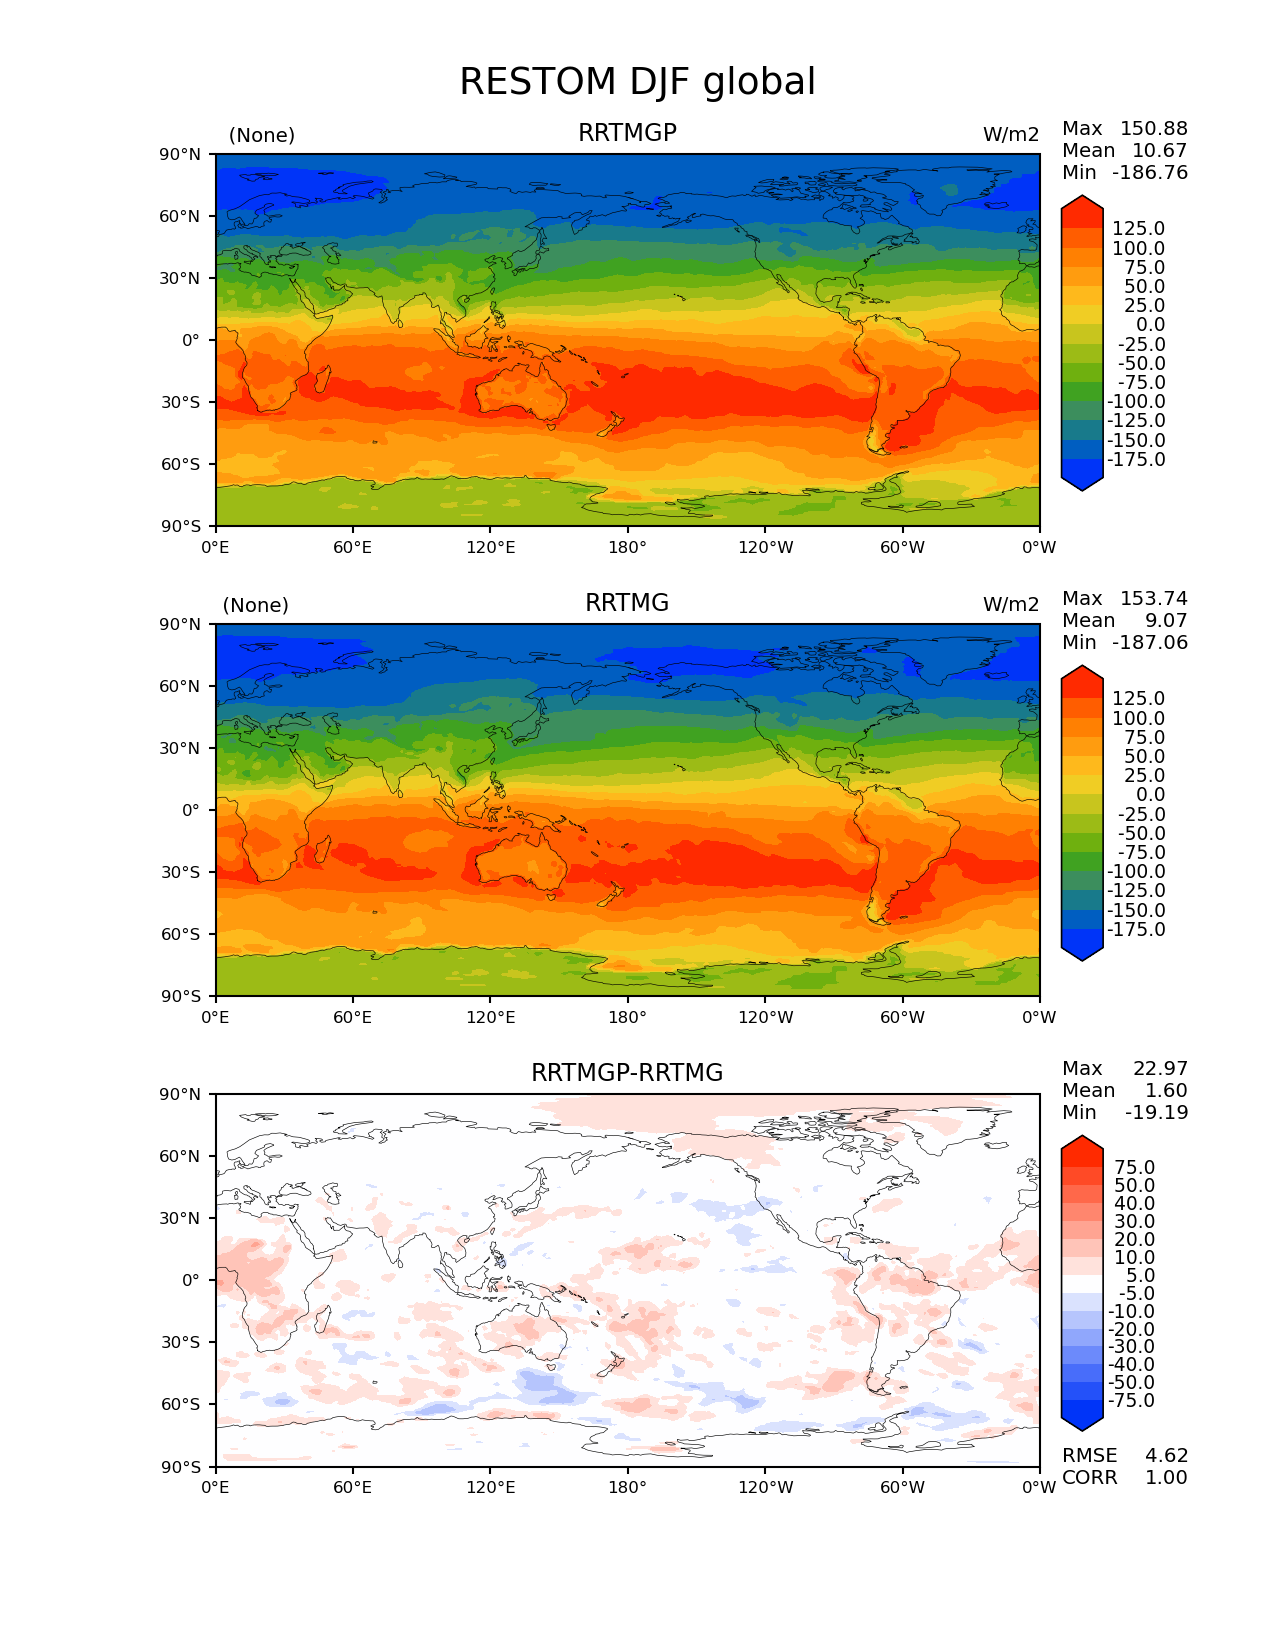 RESTOM DJF global
(None) RRTMGP W/m2
Max 150.88
Mean 10.67
Min -186.76
90°N
60°N
30°N
0°
30°S
60°S
90°S
0°E 60°E 120°E 180° 120°W 60°W 0°W
125.0
100.0
75.0
50.0
25.0
0.0
-25.0
-50.0
-75.0
-100.0
-125.0
-150.0
-175.0
(None) RRTMG W/m2
Max 153.74
Mean 9.07
Min -187.06
90°N
60°N
30°N
0°
30°S
60°S
90°S
0°E 60°E 120°E 180° 120°W 60°W 0°W
125.0
100.0
75.0
50.0
25.0
0.0
-25.0
-50.0
-75.0
-100.0
-125.0
-150.0
-175.0
RRTMGP-RRTMG
Max 22.97
Mean 1.60
Min -19.19
90°N
60°N
30°N
0°
30°S
60°S
90°S
0°E 60°E 120°E 180° 120°W 60°W 0°W
75.0
50.0
40.0
30.0
20.0
10.0
5.0
-5.0
-10.0
-20.0
-30.0
-40.0
-50.0
-75.0
RMSE 4.62
CORR 1.00